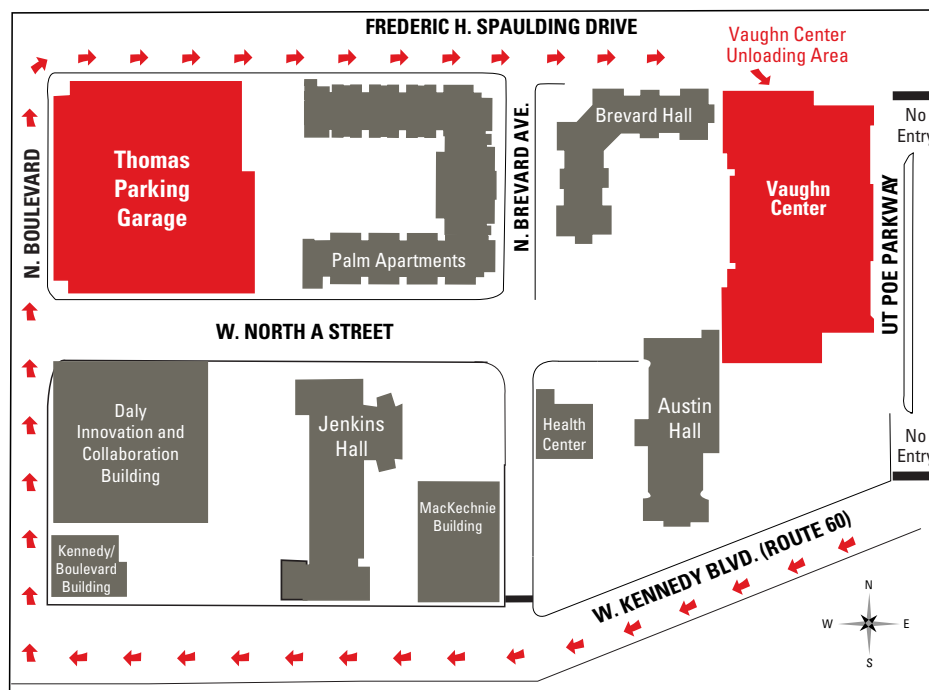 FREDERIC H. SPAULDING DRIVE
Vaughn Center
Unloading Area
N. BOULEVARD
Thomas
Parking
Garage
Palm Apartments
N. BREVARD AVE.
Brevard Hall
Vaughn
Center
No
Entry
UT POE PARKWAY
W. NORTH A STREET
Daly
Innovation and
Collaboration
Building
Jenkins
Hall
MacKechnie
Building
Health
Center
Austin
Hall
No
Entry
Kennedy/
Boulevard
Building
W. KENNEDY BLVD. (ROUTE 60)
N
W
E
S